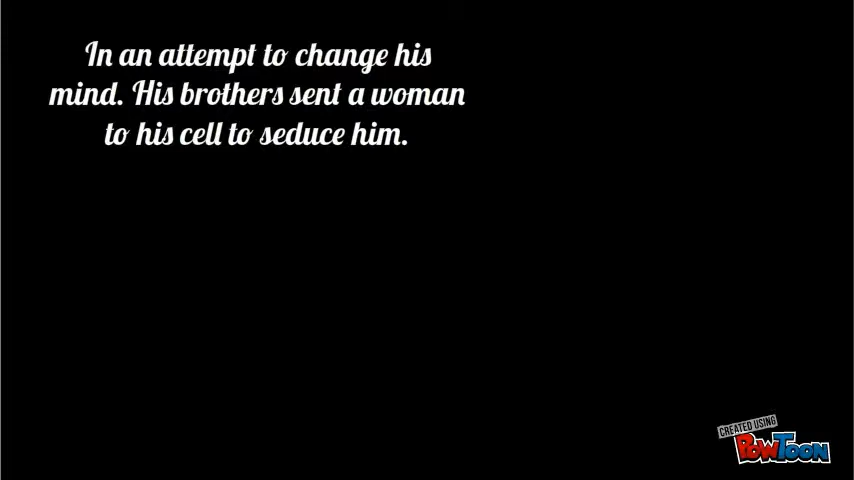 In an attempt to change his
mind. His brothers sent a woman
to his cell to seduce him.
CREATED USING
POWTOON